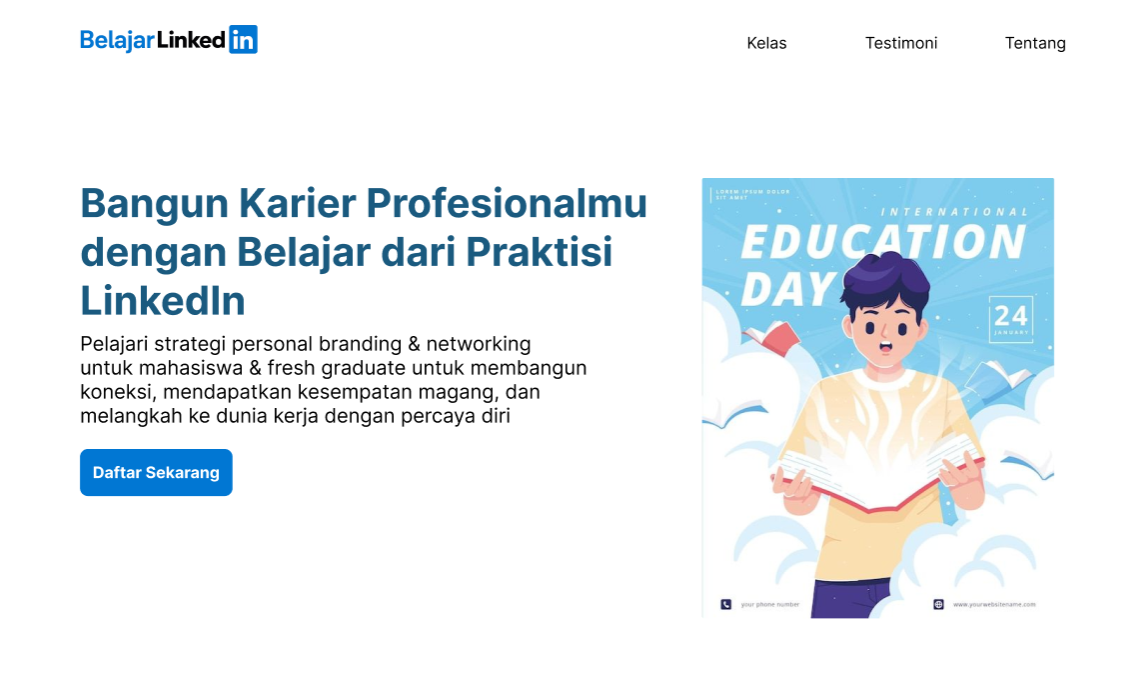 BelajarLinkedin
Kelas
Testimoni
Tentang
Bangun Karier Profesionalmu
dengan Belajar dari Praktisi
LinkedIn
Pelajari strategi personal branding & networking
untuk mahasiswa & fresh graduate untuk membangun
koneksi, mendapatkan kesempatan magang, dan
melangkah ke dunia kerja dengan percaya diri
Daftar Sekarang
LOREM IPSUM DOLOR
SIT AMET
INTERNATIONAL
EDUCATION
DAY
24
JANUARY
your phone number
www.yourwebsitename.com